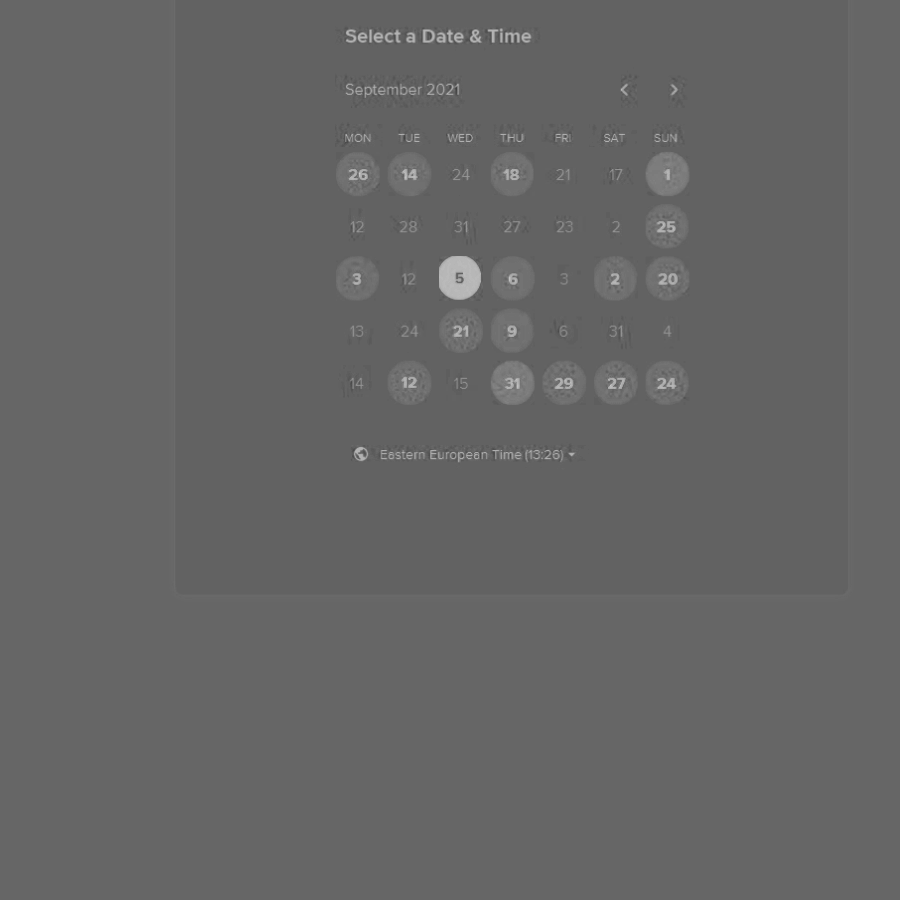 Select a Date & Time
September 2021
MON TUE WED THU FRI SAT SUN
26 14 24 18 21 17 1
12 28 31 27 23 2 25
3 12 5 6 3 2 20
13 24 21 9 6 31 4
14 12 15 31 29 27 24
Eastern European Time (13:26)